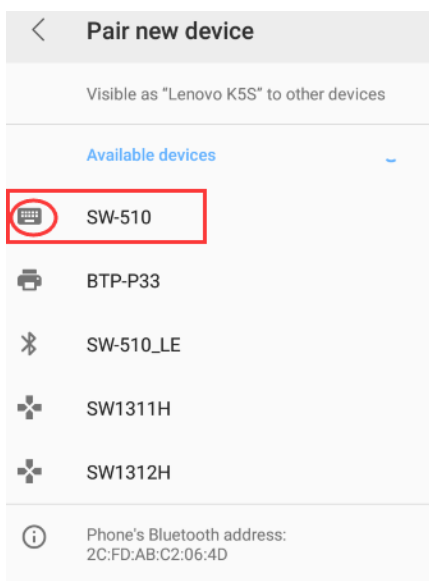 Pair new device
Visible as "Lenovo K5S" to other devices
Available devices
SW-510
BTP-P33
SW-510_LE
SW1311H
SW1312H
Phone's Bluetooth address:
2C:FD:AB:C2:06:4D